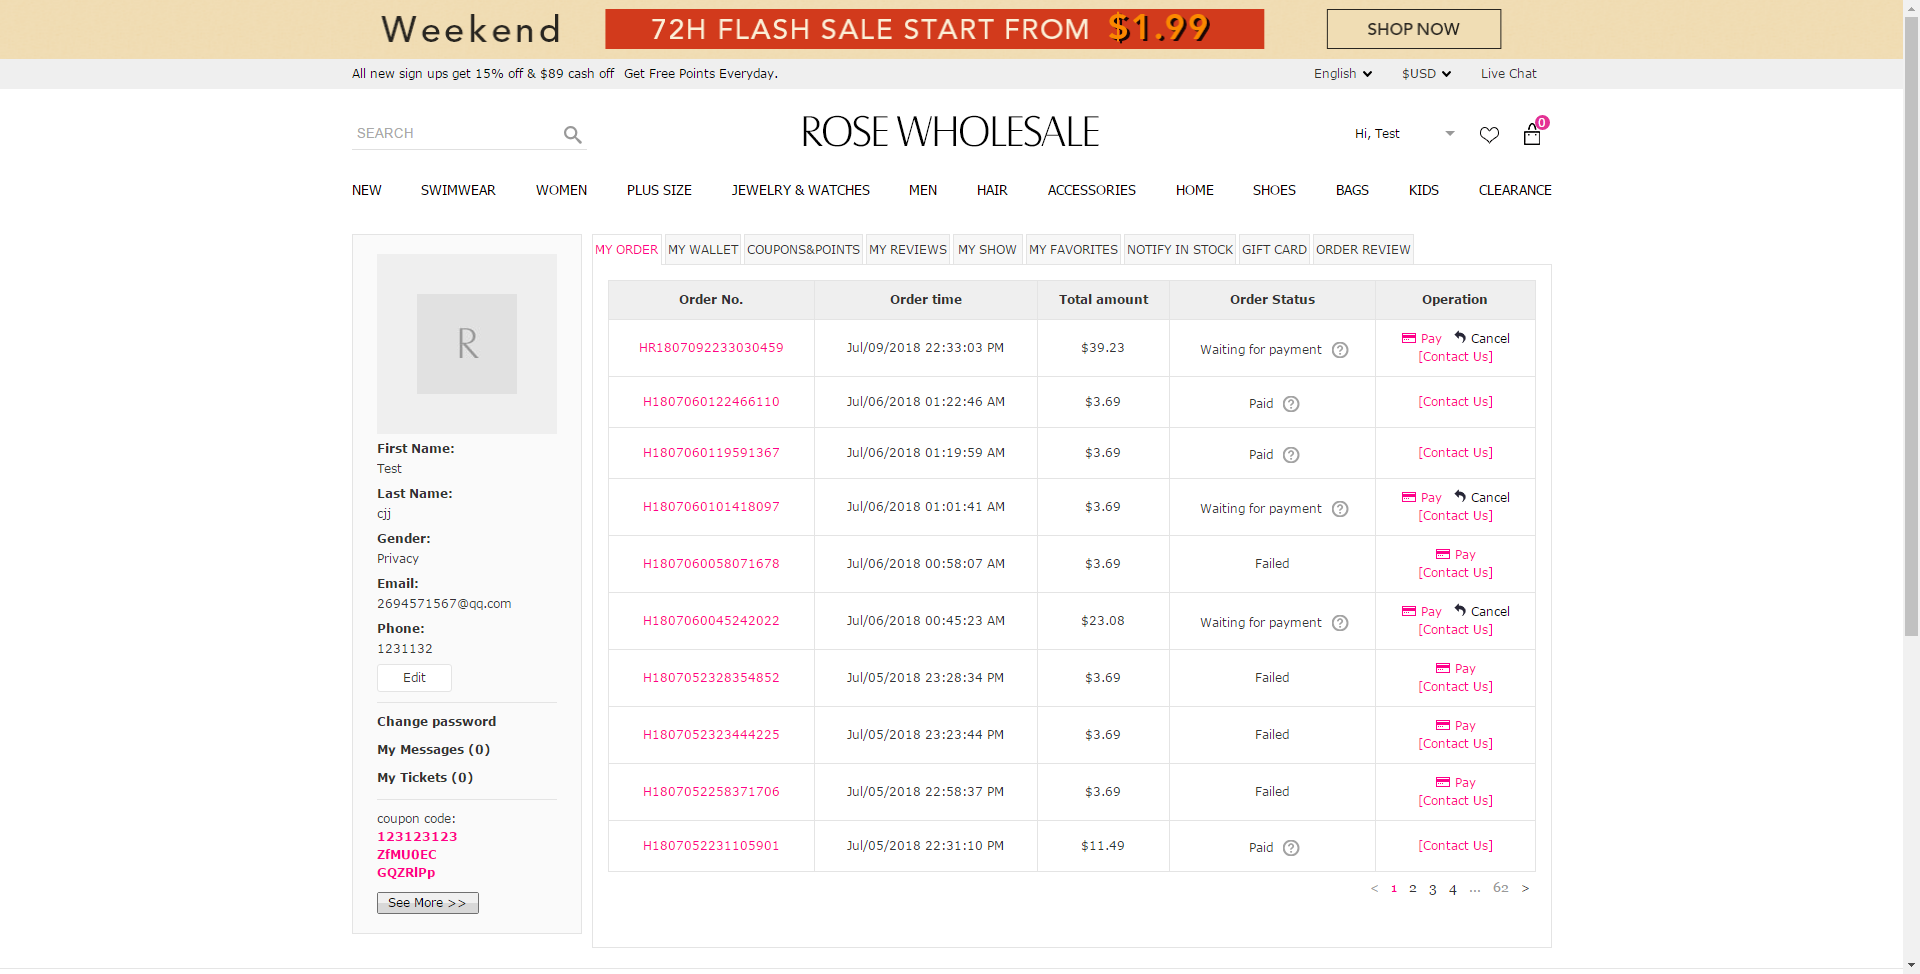 Weekend 72H FLASH SALE START FROM $1.99 SHOP NOW
All new sign ups get 15% off & $89 cash off Get Free Points Everyday. English $USD Live Chat
SEARCH ROSE WHOLESALE Hi, Test 0
NEW SWIMWEAR WOMEN PLUS SIZE JEWELRY & WATCHES MEN HAIR ACCESSORIES HOME SHOES BAGS KIDS CLEARANCE
R
First Name:
Test
Last Name:
cjj
Gender:
Privacy
Email:
2694571567@qq.com
Phone:
1231132
Edit
Change password
My Messages (0)
My Tickets (0)
coupon code:
123123123
ZfMU0EC
GQZRlPp
See More >>
MY ORDER MY WALLET COUPONS&POINTS MY REVIEWS MY SHOW MY FAVORITES NOTIFY IN STOCK GIFT CARD ORDER REVIEW
Order No. Order time Total amount Order Status Operation
HR1807092233030459 Jul/09/2018 22:33:03 PM $39.23 Waiting for payment ? Pay Cancel
[Contact Us]
H1807060122466110 Jul/06/2018 01:22:46 AM $3.69 Paid ? [Contact Us]
H1807060119591367 Jul/06/2018 01:19:59 AM $3.69 Paid ? [Contact Us]
H1807060101418097 Jul/06/2018 01:01:41 AM $3.69 Waiting for payment ? Pay Cancel
[Contact Us]
H1807060058071678 Jul/06/2018 00:58:07 AM $3.69 Failed Pay
[Contact Us]
H1807060045242022 Jul/06/2018 00:45:23 AM $23.08 Waiting for payment ? Pay Cancel
[Contact Us]
H1807052328354852 Jul/05/2018 23:28:34 PM $3.69 Failed Pay
[Contact Us]
H1807052323444225 Jul/05/2018 23:23:44 PM $3.69 Failed Pay
[Contact Us]
H1807052258371706 Jul/05/2018 22:58:37 PM $3.69 Failed Pay
[Contact Us]
H1807052231105901 Jul/05/2018 22:31:10 PM $11.49 Paid ? [Contact Us]
< 1 2 3 4 ... 62 >